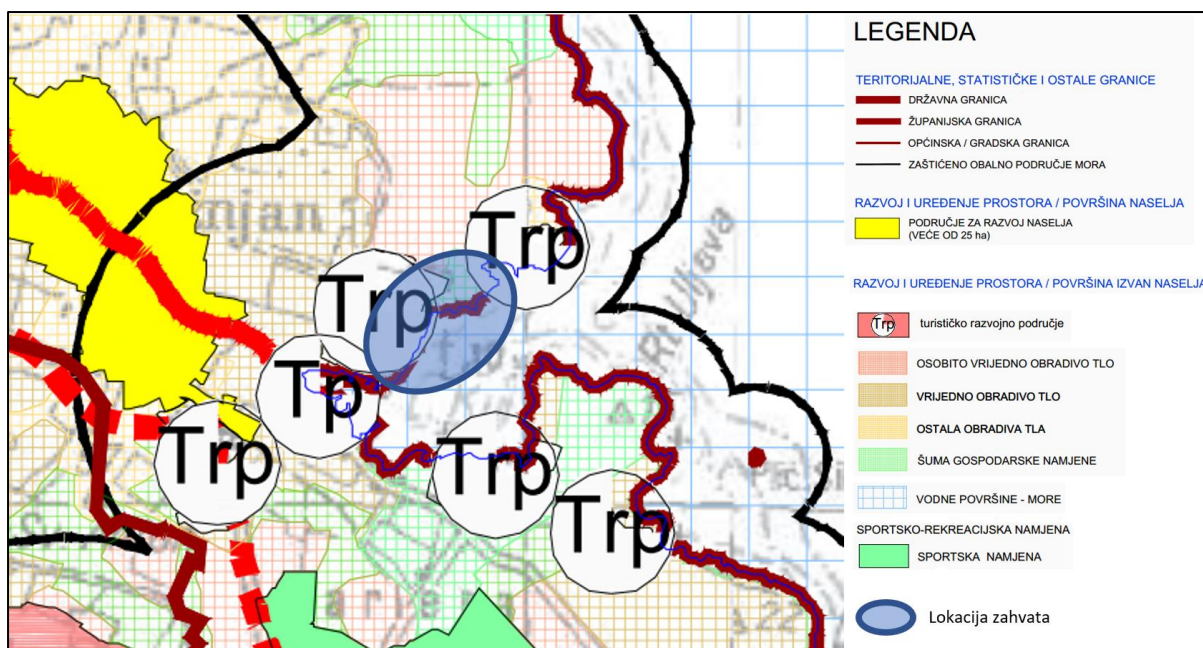 LEGENDA
TERITORIJALNE, STATISTIČKE I OSTALE GRANICE
DRŽAVNA GRANICA
ŽUPANIJSKA GRANICA
OPĆINSKA / GRADSKA GRANICA
ZAŠTIĆENO OBALNO PODRUČJE MORA
RAZVOJ I UREĐENJE PROSTORA / POVRŠINA NASELJA
PODRUČJE ZA RAZVOJ NASELJA
(VEĆE OD 25 ha)
RAZVOJ I UREĐENJE PROSTORA / POVRŠINA IZVAN NASELJA
Trp turističko razvojno područje
OSOBITO VRIJEDNO OBRADIVO TLO
VRIJEDNO OBRADIVO TLO
OSTALA OBRADIVA TLA
ŠUMA GOSPODARSKE NAMJENE
VODNE POVRŠINE - MORE
SPORTSKO-REKREACIJSKA NAMJENA
SPORTSKA NAMJENA
Lokacija zahvata
Trp
Trp
Tp
Trp
Trp
Trp